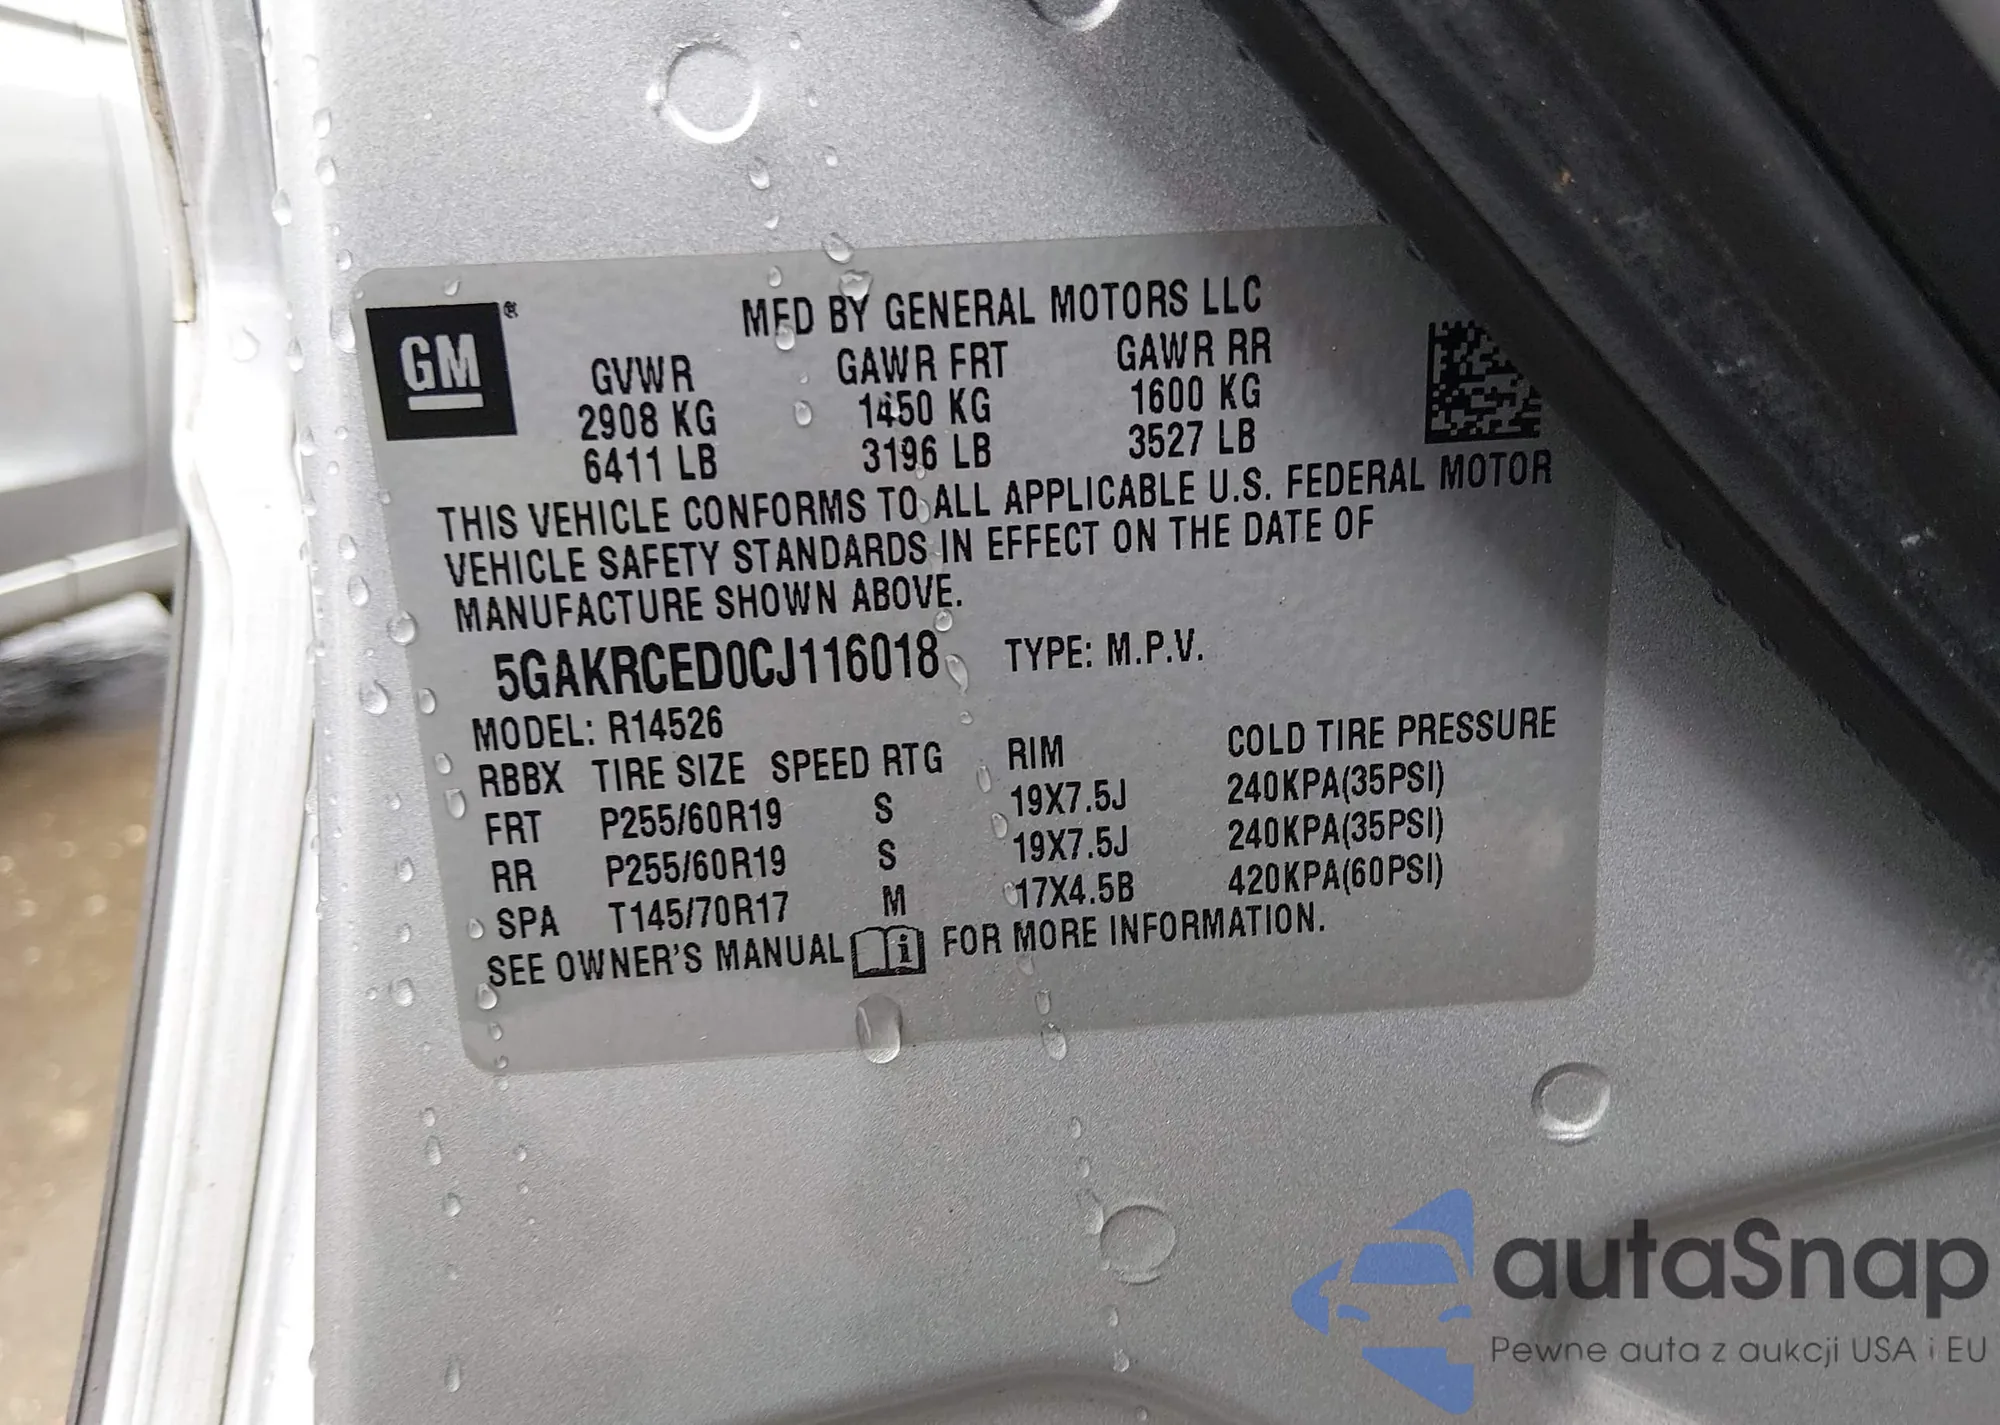 GM®
MFD BY GENERAL MOTORS LLC
GVWR GAWR FRT GAWR RR
2908 KG 1450 KG 1600 KG
6411 LB 3196 LB 3527 LB
THIS VEHICLE CONFORMS TO ALL APPLICABLE U.S. FEDERAL MOTOR
VEHICLE SAFETY STANDARDS IN EFFECT ON THE DATE OF
MANUFACTURE SHOWN ABOVE.
5GAKRCED0CJ116018 TYPE: M.P.V.
MODEL: R14526
RBBX TIRE SIZE SPEED RTG RIM COLD TIRE PRESSURE
FRT P255/60R19 S 19X7.5J 240KPA(35PSI)
RR P255/60R19 S 19X7.5J 240KPA(35PSI)
SPA T145/70R17 M 17X4.5B 420KPA(60PSI)
SEE OWNER'S MANUAL i FOR MORE INFORMATION.
autaSnap
Pewne auta z aukcji USA i EU